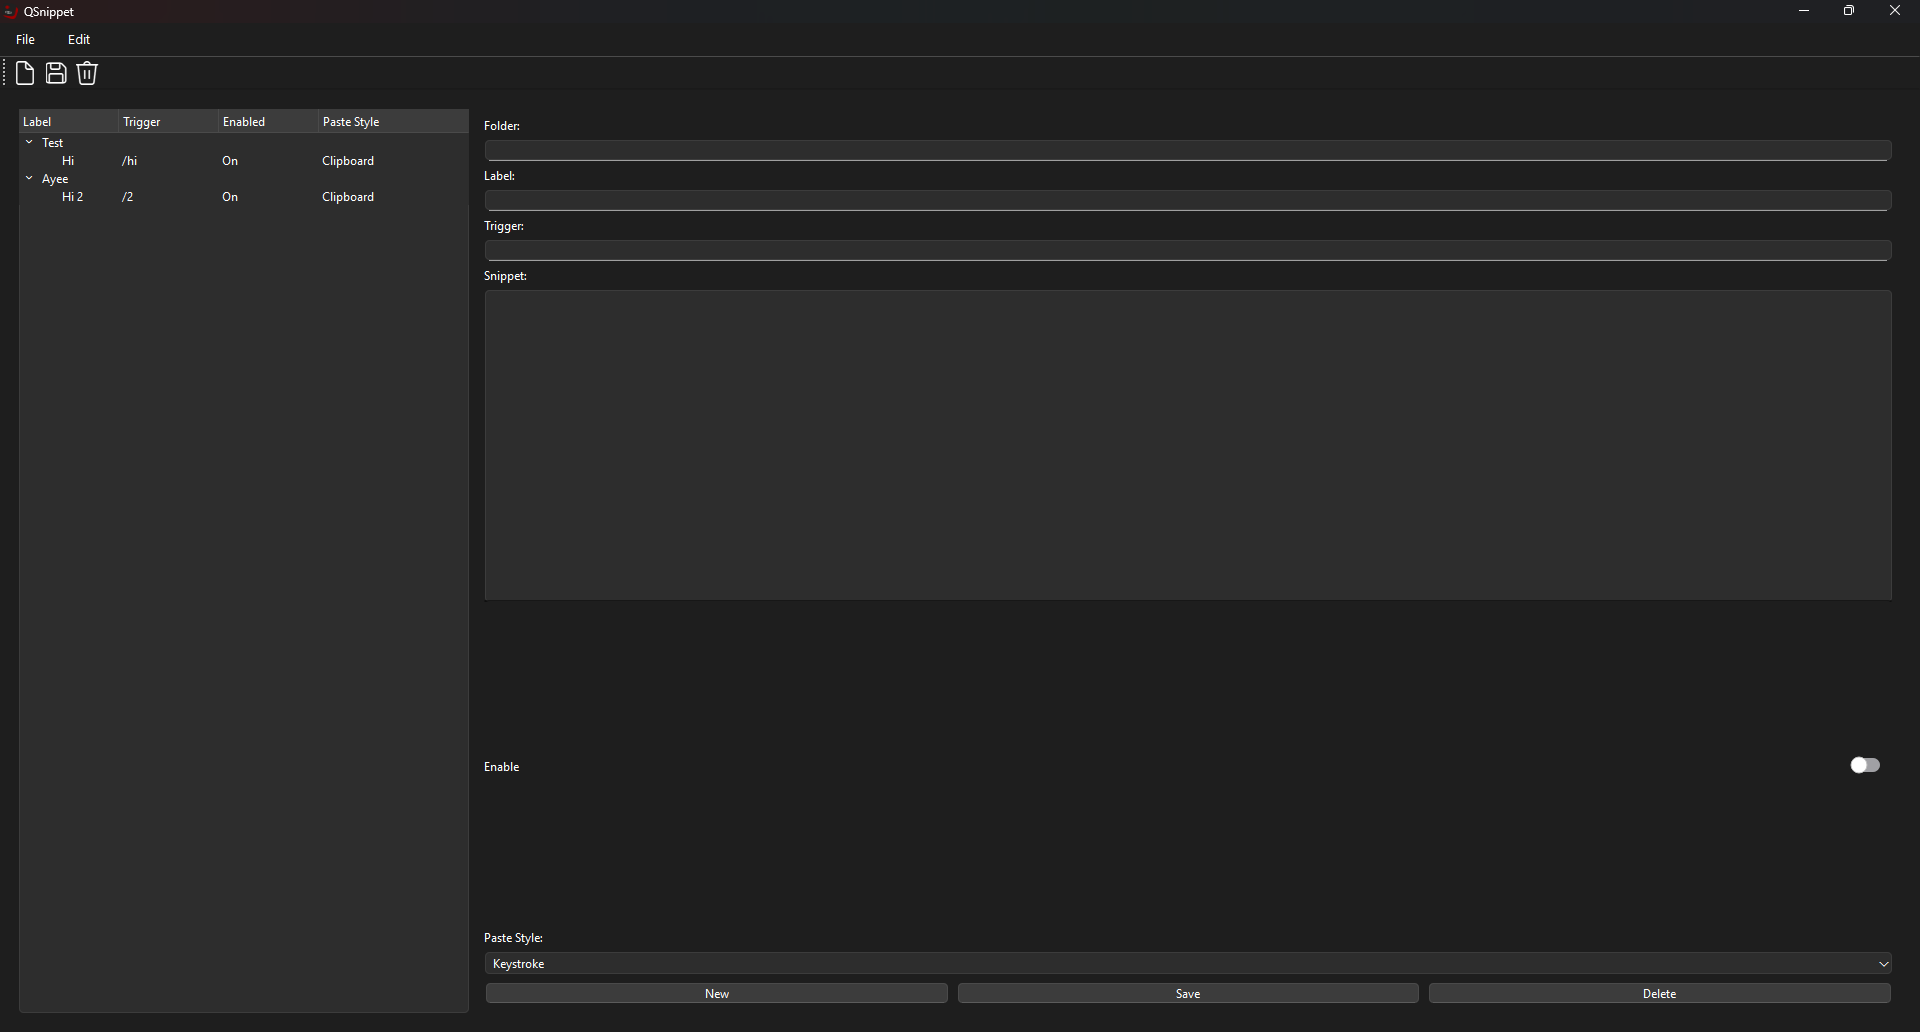 QSnippet
File Edit
Label Trigger Enabled Paste Style
Test
Hi /hi On Clipboard
Ayee
Hi 2 /2 On Clipboard
Folder:
Label:
Trigger:
Snippet:
Enable
Paste Style:
Keystroke
New Save Delete